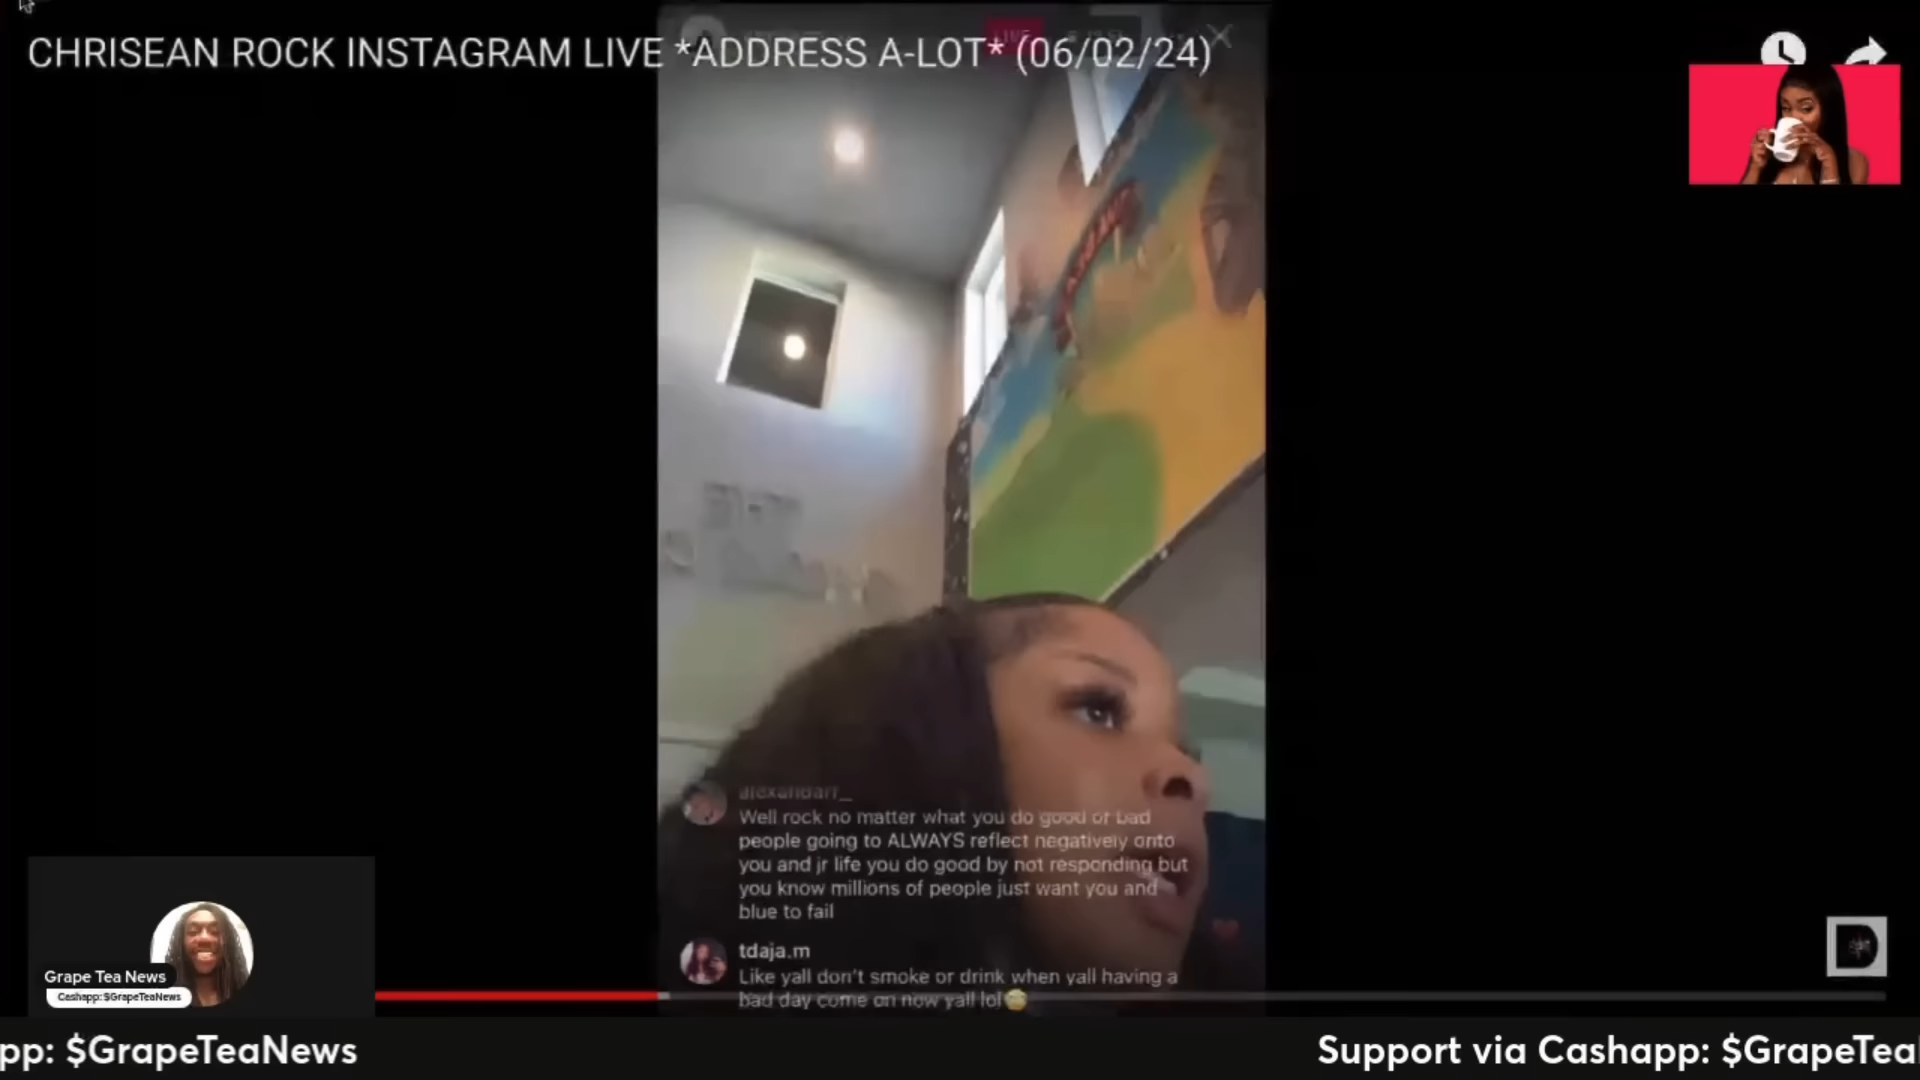 CHRISEAN ROCK INSTAGRAM LIVE *ADDRESS A-LOT* (06/02/24)
LIVE
alexandarr_
Well rock no matter what you do good or bad
people going to ALWAYS reflect negatively onto
you and jr life you do good by not responding but
you know millions of people just want you and
blue to fail
tdaja.m
Like yall don't smoke or drink when yall having a
bad day come on now yall lol
Grape Tea News
Cashapp: $GrapeTeaNews
D
pp: $GrapeTeaNews
Support via Cashapp: $GrapeTea